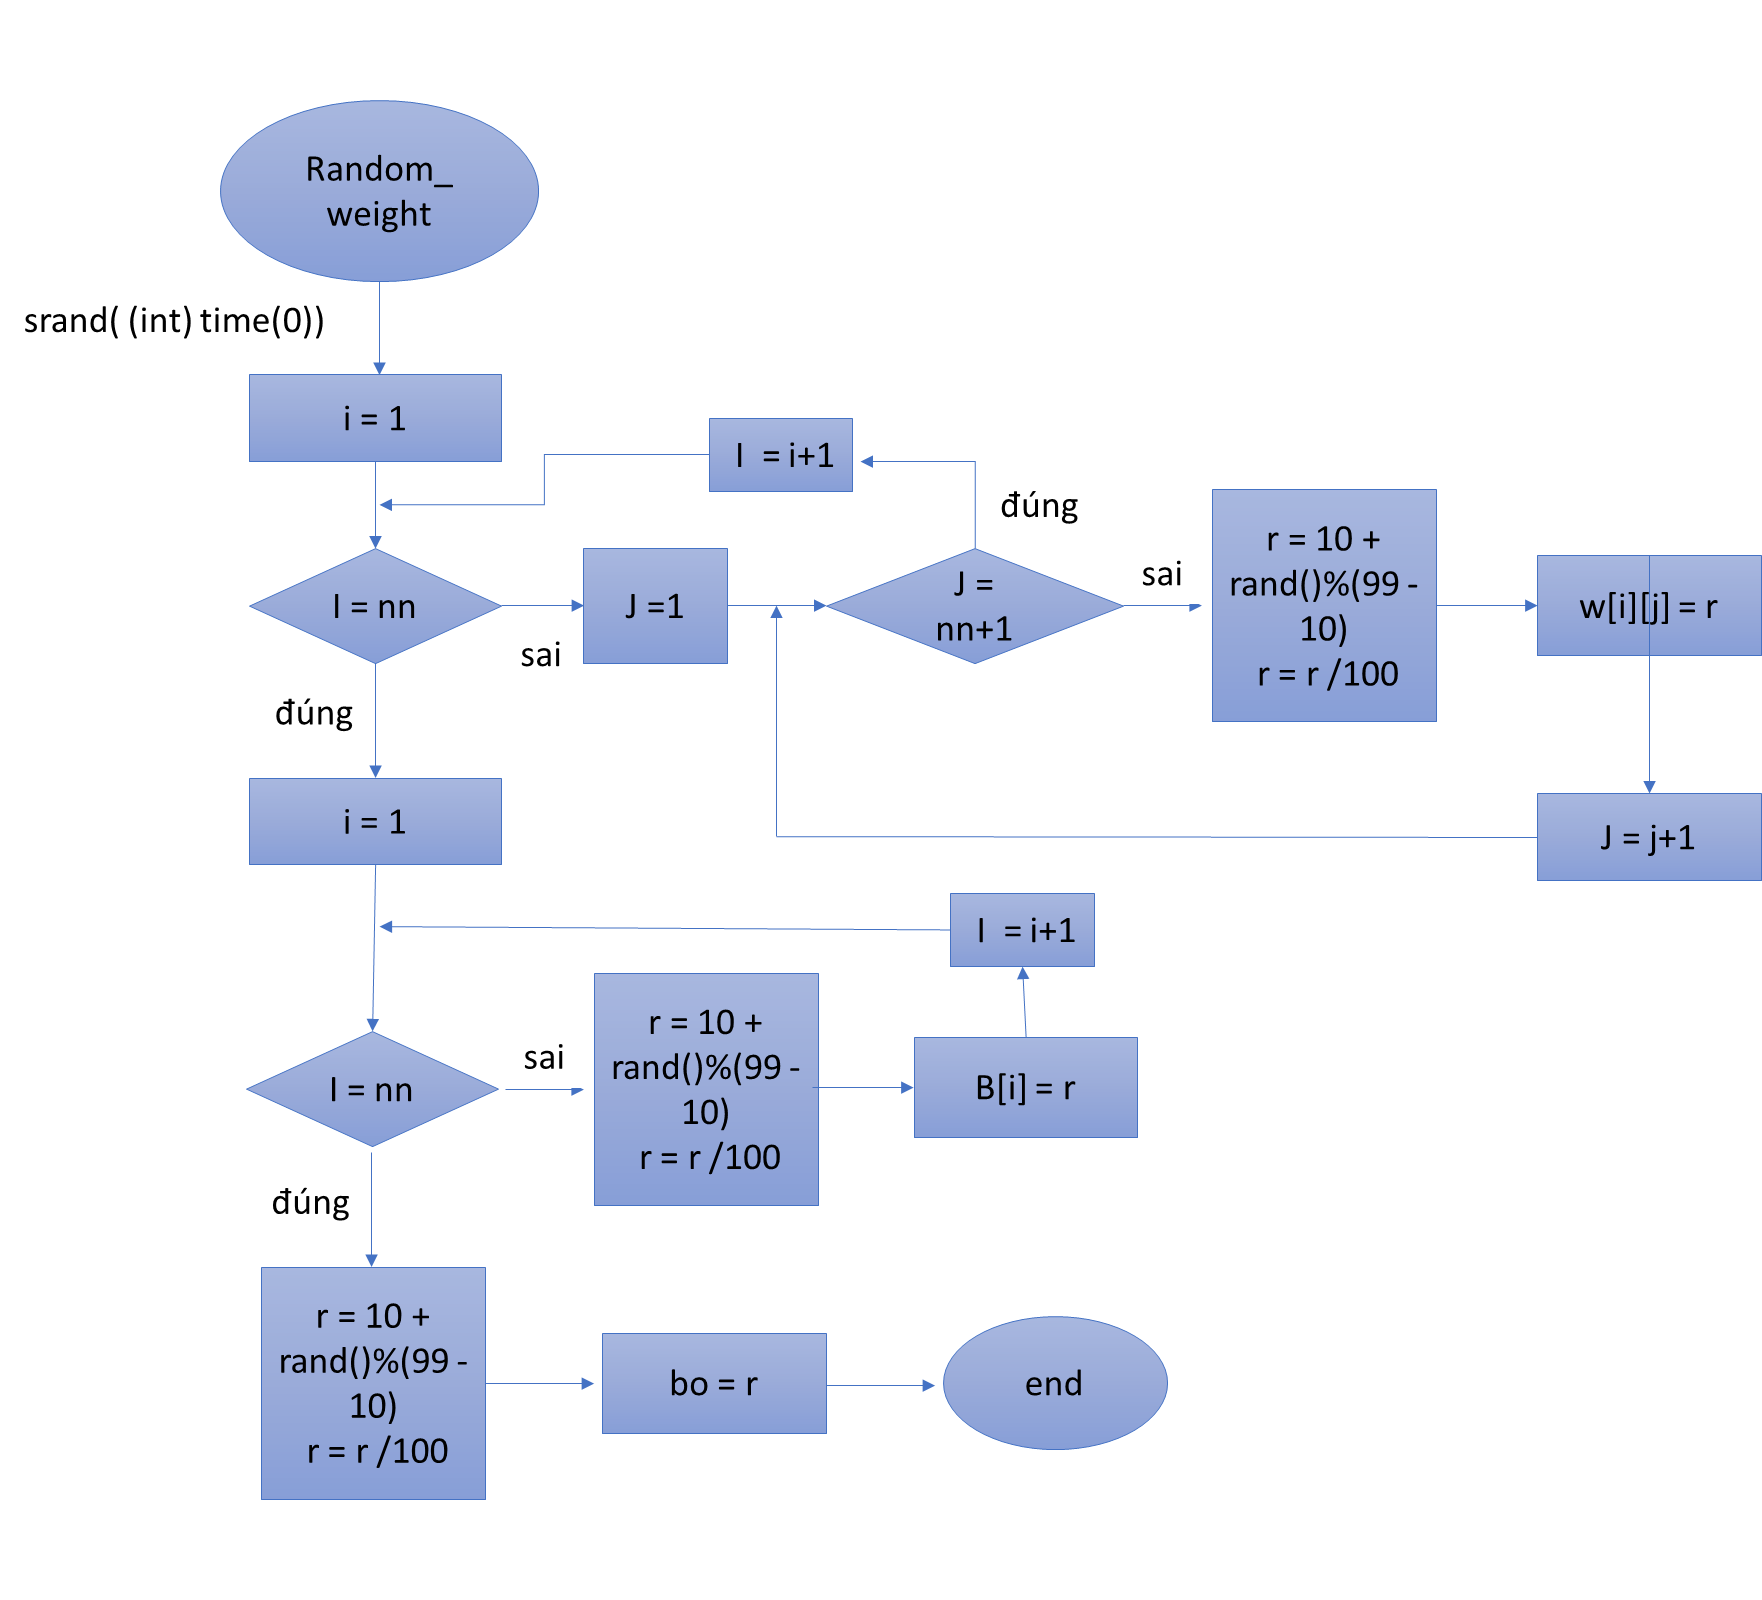 Random_
weight
srand( (int) time(0))
i = 1
I  = i+1
đúng
I = nn
sai
J =1
J =
nn+1
sai
r = 10 +
rand()%(99 -
10)
r = r /100
w[i][j] = r
J = j+1
đúng
i = 1
I  = i+1
I = nn
sai
r = 10 +
rand()%(99 -
10)
r = r /100
B[i] = r
đúng
r = 10 +
rand()%(99 -
10)
r = r /100
bo = r
end